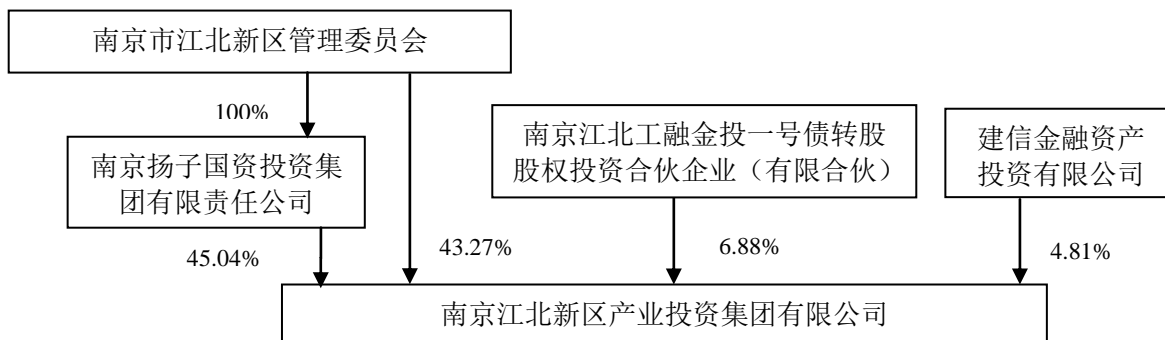 南京市江北新区管理委员会
100%
南京扬子国资投资集
团有限责任公司
南京江北工融金投一号债转股
股权投资合伙企业（有限合伙）
建信金融资产
投资有限公司
45.04%
43.27%
6.88%
4.81%
南京江北新区产业投资集团有限公司